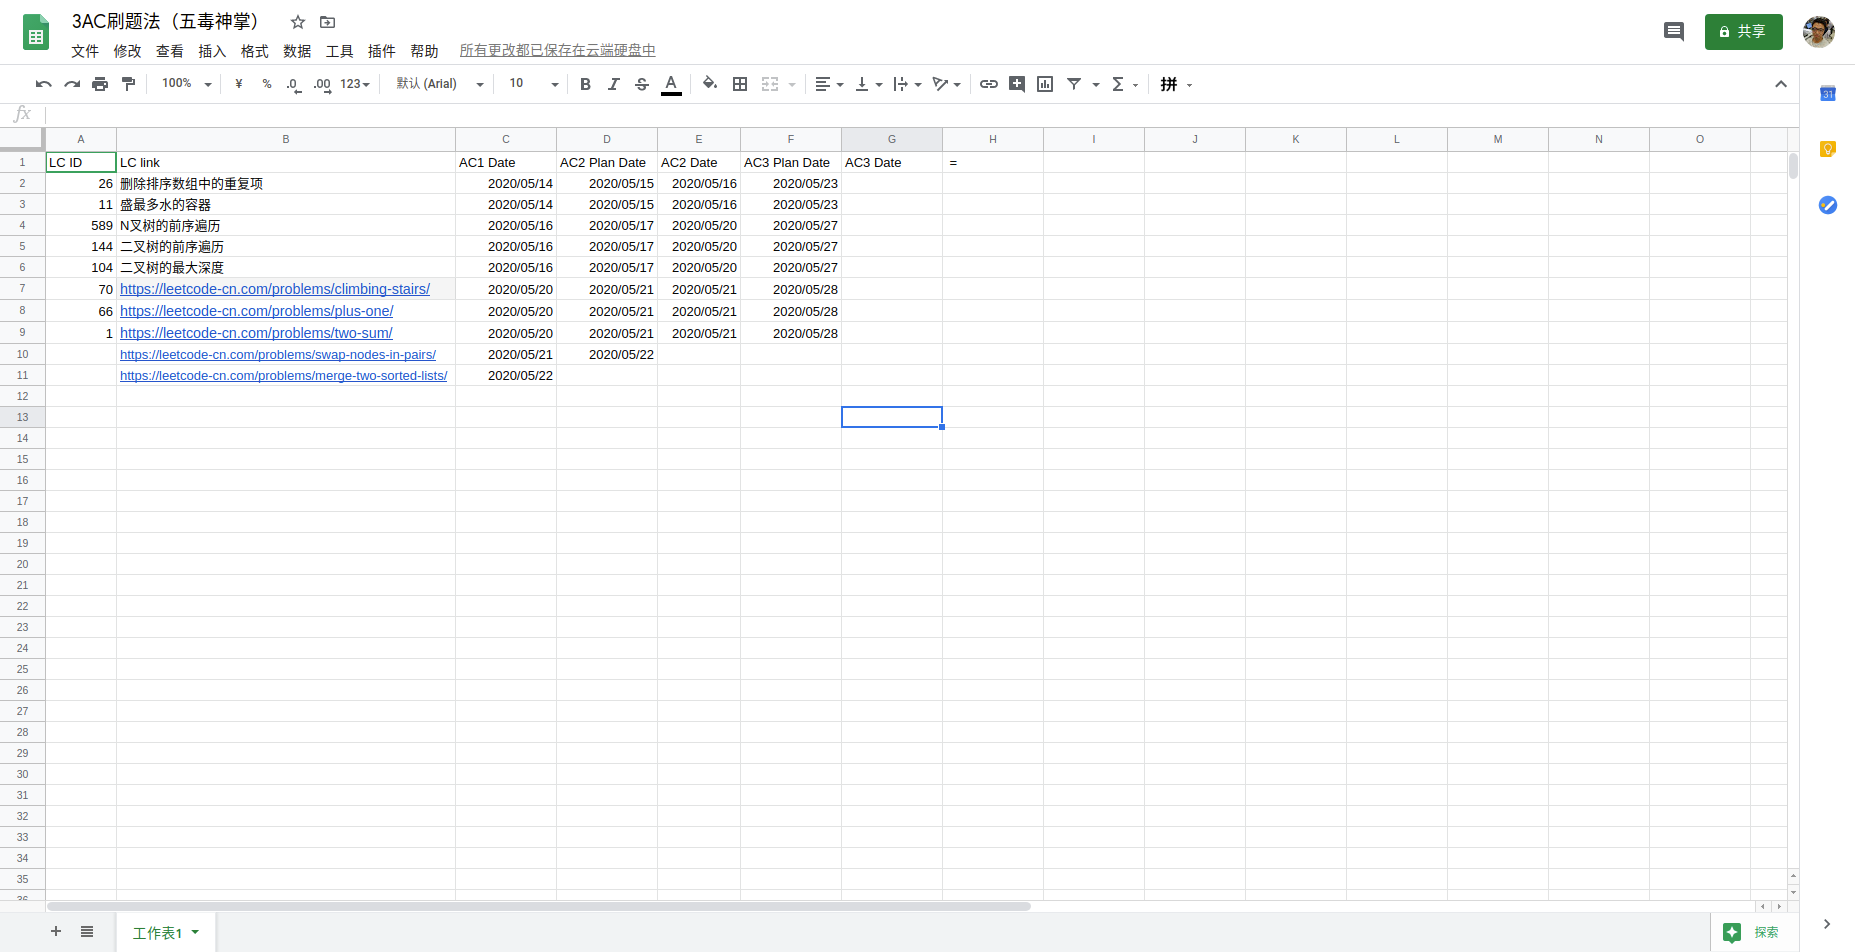 3AC刷题法（五毒神掌）
文件 修改 查看 插入 格式 数据 工具 插件 帮助 所有更改都已保存在云端硬盘中
共享
100% ¥ % .0 .00 123 默认 (Arial) 10 B I S A Σ 拼
31
fx
A B C D E F G H I J K L M N O
1 LC ID LC link AC1 Date AC2 Plan Date AC2 Date AC3 Plan Date AC3 Date =
2 26 删除排序数组中的重复项 2020/05/14 2020/05/15 2020/05/16 2020/05/23
3 11 盛最多水的容器 2020/05/14 2020/05/15 2020/05/16 2020/05/23
4 589 N叉树的前序遍历 2020/05/16 2020/05/17 2020/05/20 2020/05/27
5 144 二叉树的前序遍历 2020/05/16 2020/05/17 2020/05/20 2020/05/27
6 104 二叉树的最大深度 2020/05/16 2020/05/17 2020/05/20 2020/05/27
7 70 https://leetcode-cn.com/problems/climbing-stairs/ 2020/05/20 2020/05/21 2020/05/21 2020/05/28
8 66 https://leetcode-cn.com/problems/plus-one/ 2020/05/20 2020/05/21 2020/05/21 2020/05/28
9 1 https://leetcode-cn.com/problems/two-sum/ 2020/05/20 2020/05/21 2020/05/21 2020/05/28
10 https://leetcode-cn.com/problems/swap-nodes-in-pairs/ 2020/05/21 2020/05/22
11 https://leetcode-cn.com/problems/merge-two-sorted-lists/ 2020/05/22
12
13
14
15
16
17
18
19
20
21
22
23
24
25
26
27
28
29
30
31
32
33
34
35
36
工作表1
探索